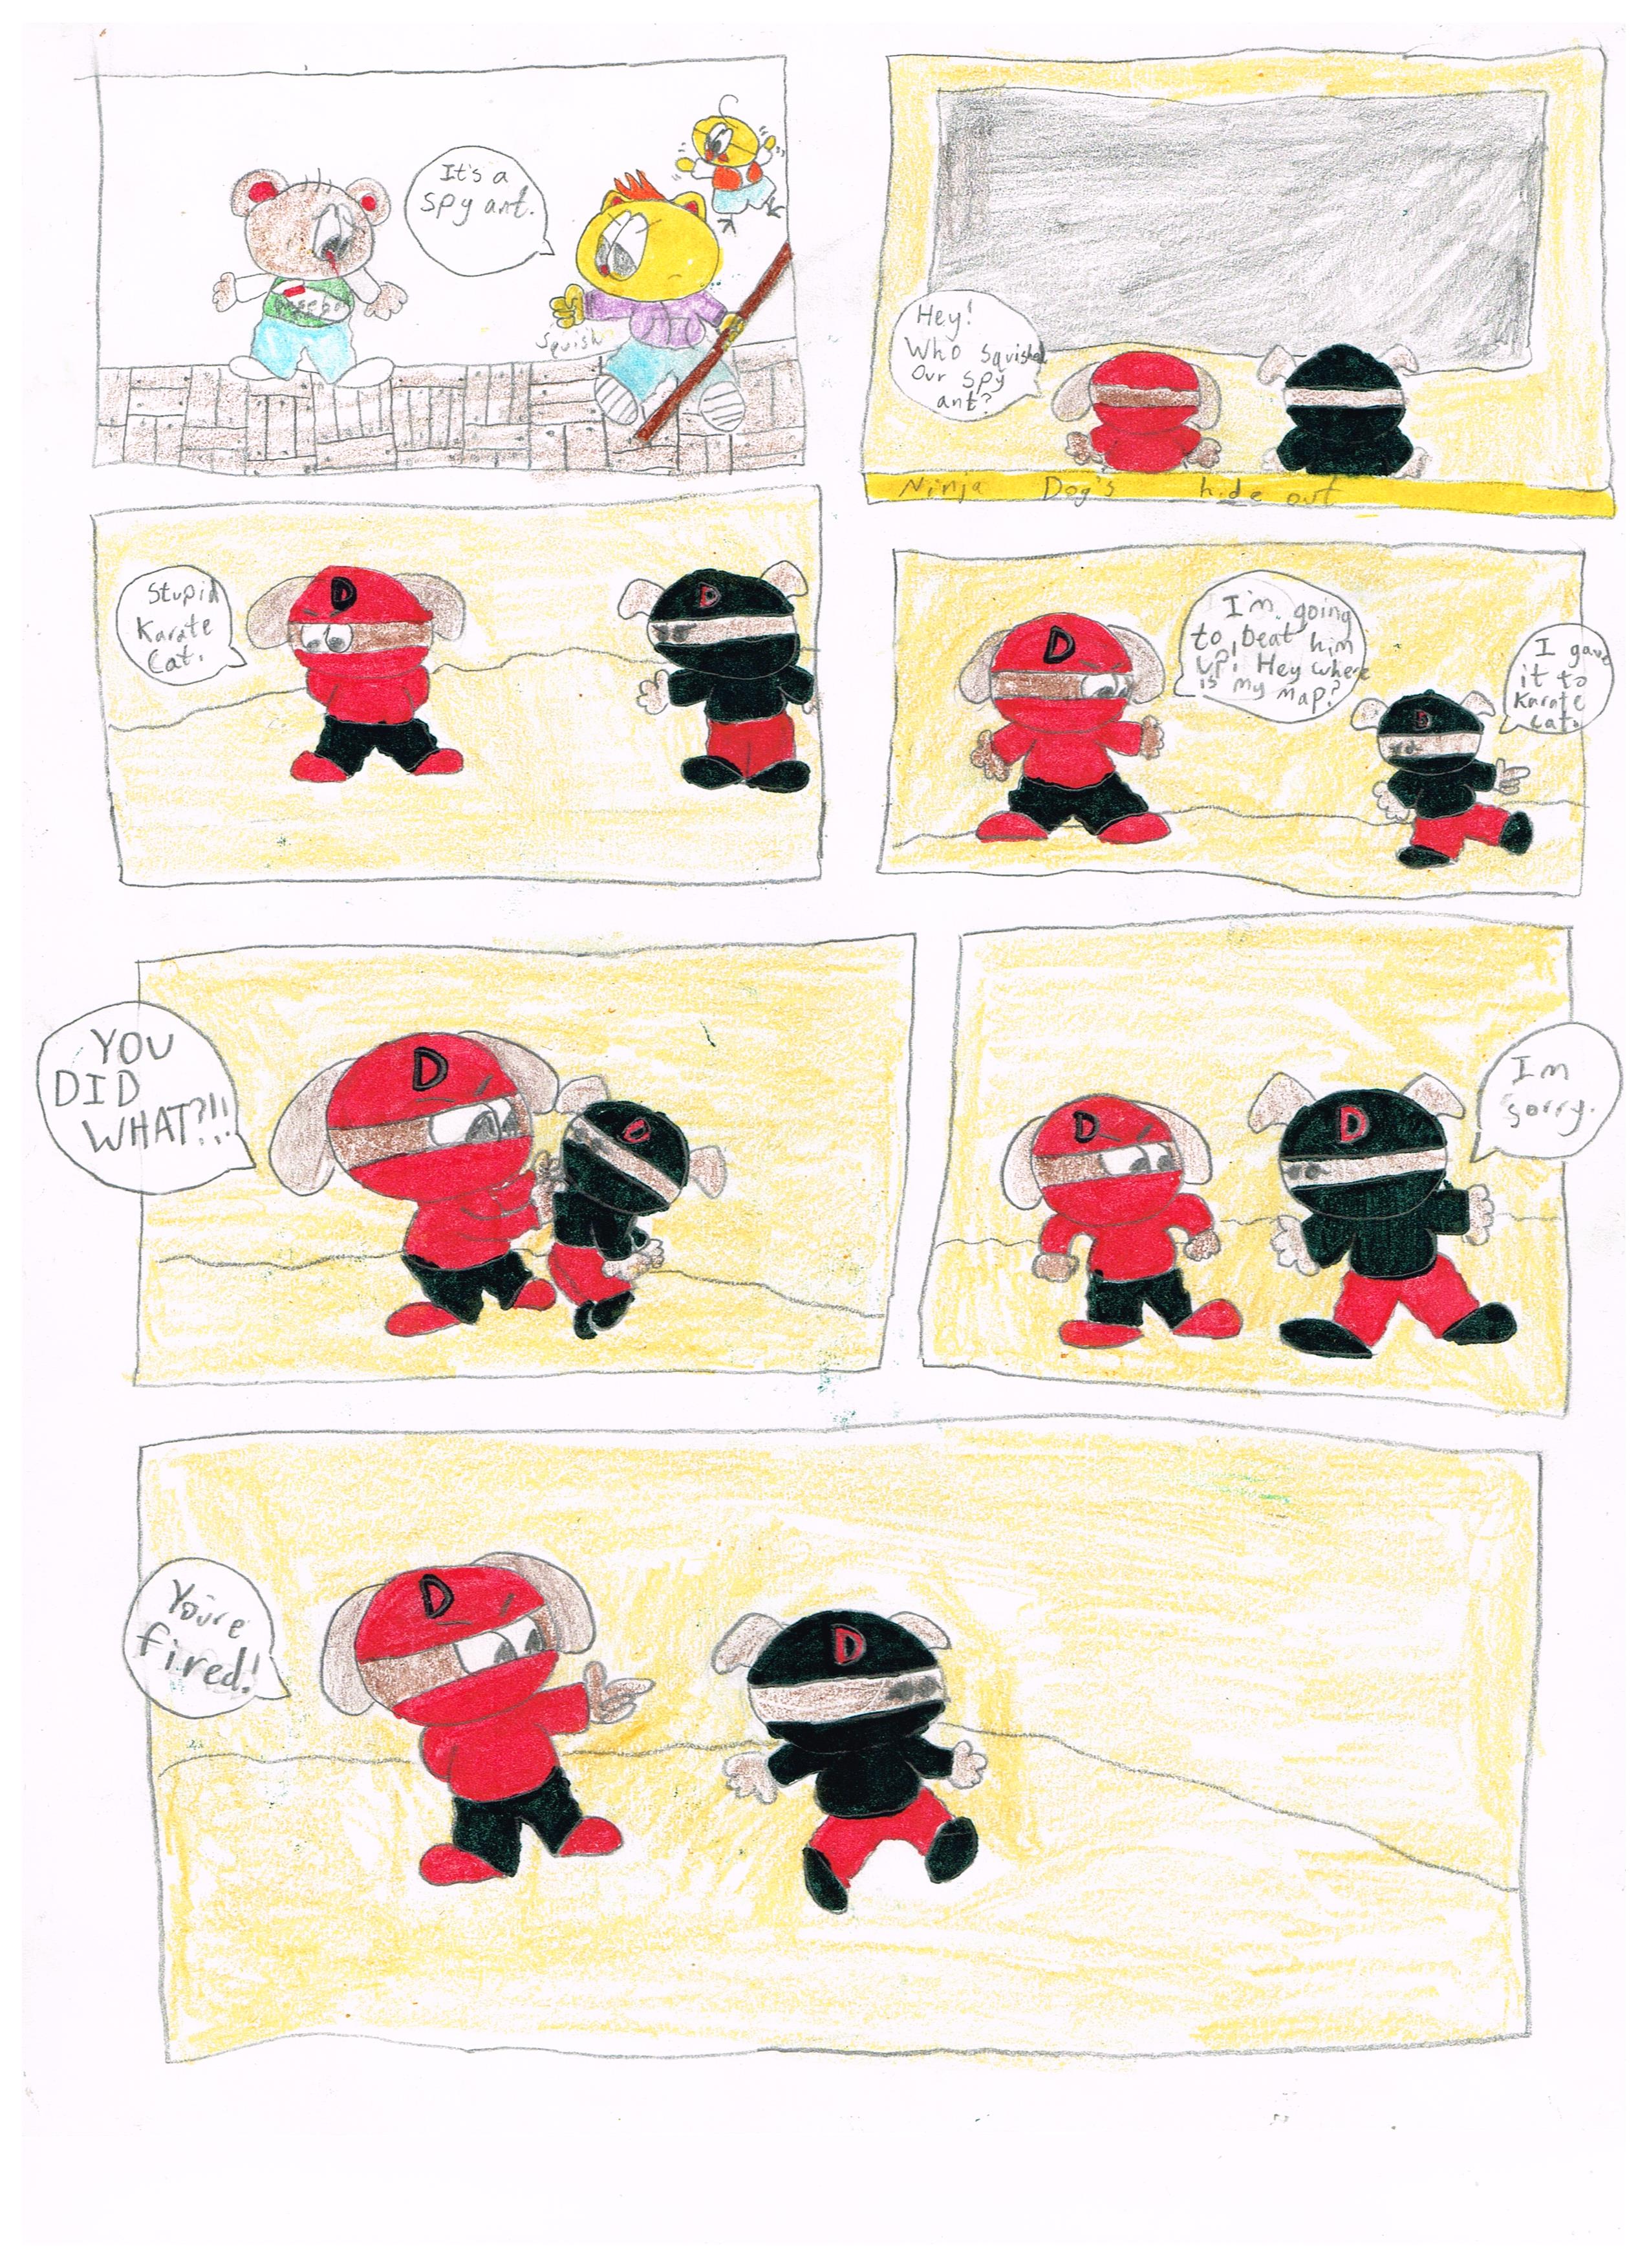 It's a
spy ant.
Squish
Hey!
Who squished
our spy
ant?
Ninja Dog's hide out
Stupid
Karate
Cat.
D
D
I'm going
to beat him
up! Hey where
is my map?
I gave
it to
Karate
cat.
D
D
YOU
DID
WHAT?!!
D
D
Im
sorry.
D
D
You're
fired!
D
D